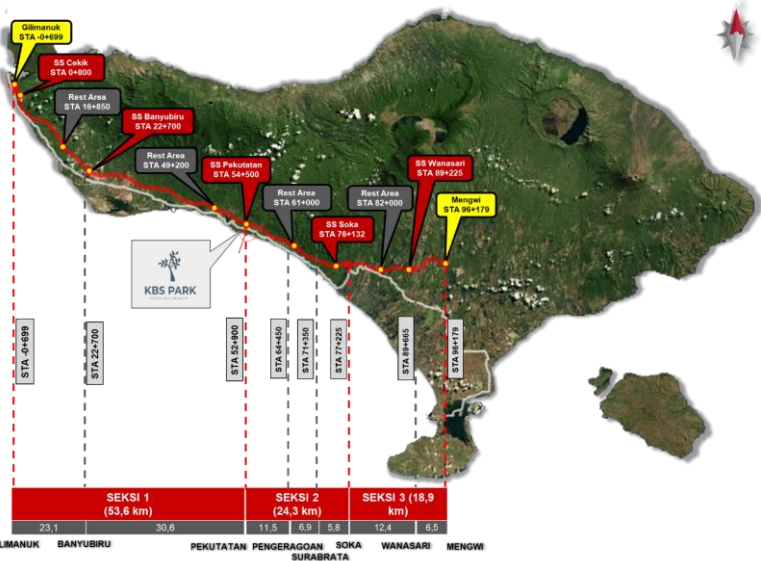 Gilimanuk
STA -0+699
SS Cekik
STA 0+800
Rest Area
STA 16+850
SS Banyubiru
STA 22+700
Rest Area
STA 49+200
SS Pekutatan
STA 54+500
Rest Area
STA 61+000
SS Soka
STA 76+132
Rest Area
STA 82+000
SS Wanasari
STA 89+225
Mengwi
STA 96+179
KBS PARK
STA -0+699
STA 22+700
STA 52+900
STA 64+450
STA 71+350
STA 77+225
STA 89+665
STA 96+179
SEKSI 1
(53,6 km)
SEKSI 2
(24,3 km)
SEKSI 3 (18,9
km)
23,1
30,6
11,5
6,9
5,8
12,4
6,5
LIMANUK
BANYUBIRU
PEKUTATAN
PENGERAGOAN
SURABRATA
SOKA
WANASARI
MENGWI